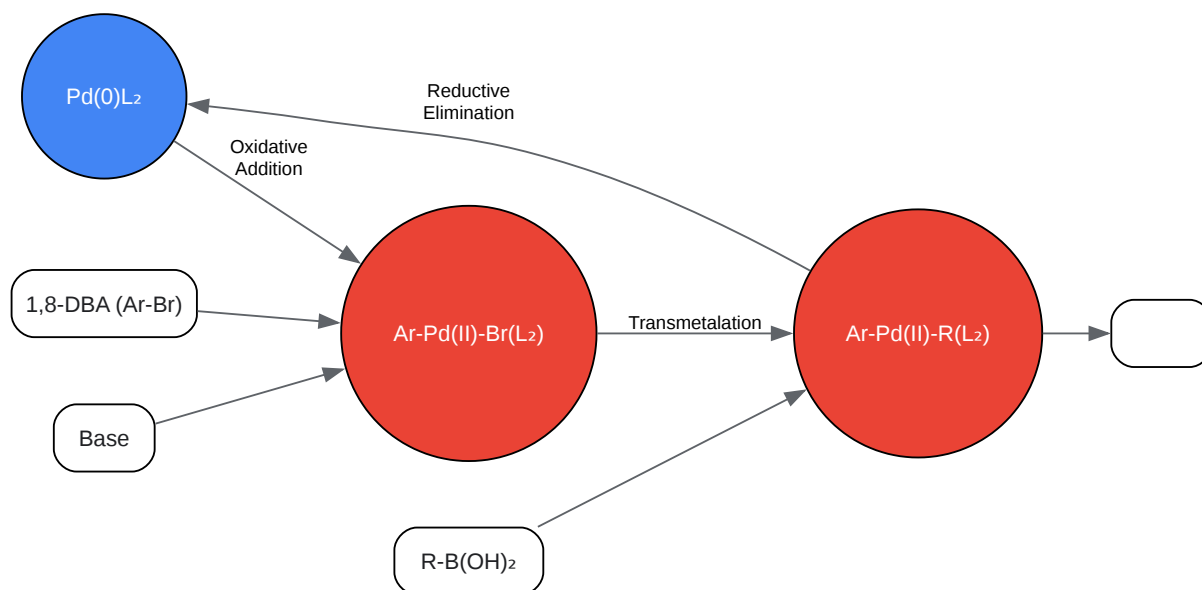 Pd(0)L₂
Reductive
Elimination
Oxidative
Addition
1,8-DBA (Ar-Br)
Ar-Pd(II)-Br(L₂)
Transmetalation
Ar-Pd(II)-R(L₂)
Base
R-B(OH)₂